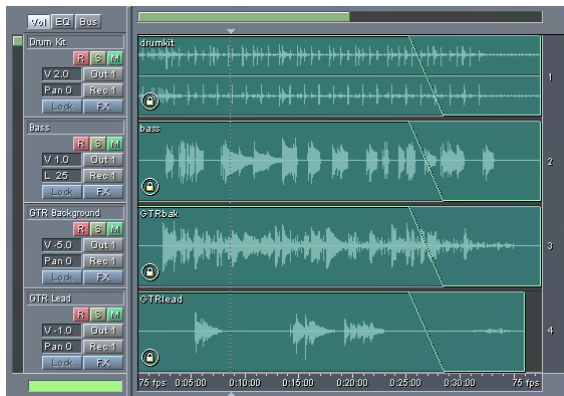 Vol EQ Bus
Drum Kit
R S M
V 2.0 Out 1
Pan 0 Rec 1
Lock FX
drumkit
1
Bass
R S M
V 1.0 Out 1
L 25 Rec 1
Lock FX
bass
2
GTR Background
R S M
V -5.0 Out 1
Pan 0 Rec 1
Lock FX
GTRbak
3
GTR Lead
R S M
V -1.0 Out 1
Pan 0 Rec 1
Lock FX
GTRlead
4
75 fps 0:05:00 0:10:00 0:15:00 0:20:00 0:25:00 0:30:00 75 fps